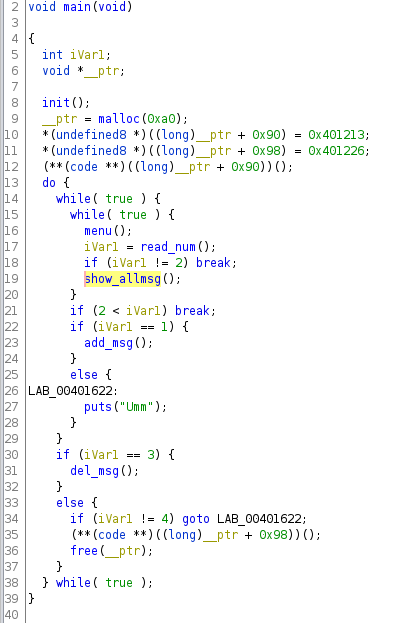 2 void main(void)
3
4 {
5 int iVar1;
6 void *__ptr;
7
8 init();
9 __ptr = malloc(0xa0);
10 *(undefined8 *)((long)__ptr + 0x90) = 0x401213;
11 *(undefined8 *)((long)__ptr + 0x98) = 0x401226;
12 (**(code **)((long)__ptr + 0x90))();
13 do {
14 while( true ) {
15 while( true ) {
16 menu();
17 iVar1 = read_num();
18 if (iVar1 != 2) break;
19 show_allmsg();
20 }
21 if (2 < iVar1) break;
22 if (iVar1 == 1) {
23 add_msg();
24 }
25 else {
26 LAB_00401622:
27 puts("Umm");
28 }
29 }
30 if (iVar1 == 3) {
31 del_msg();
32 }
33 else {
34 if (iVar1 != 4) goto LAB_00401622;
35 (**(code **)((long)__ptr + 0x98))();
36 free(__ptr);
37 }
38 } while( true );
39 }
40